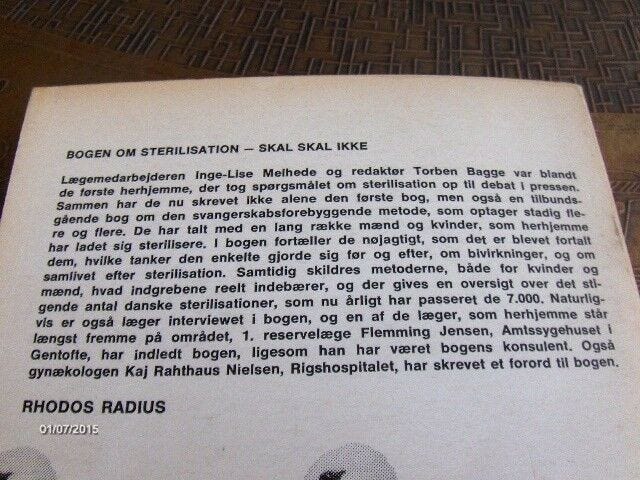 BOGEN OM STERILISATION – SKAL SKAL IKKE
Lægemedarbejderen Inge-Lise Melhede og redaktør Torben Bagge var blandt
de første herhjemme, der tog spørgsmålet om sterilisation op til debat i pressen.
Sammen har de nu skrevet ikke alene den første bog, men også en tilbunds-
gående bog om den svangerskabsforebyggende metode, som optager stadig fle-
re og flere. De har talt med en lang række mænd og kvinder, som herhjemme
har ladet sig sterilisere. I bogen fortæller de nøjagtigt, som det er blevet fortalt
dem, hvilke tanker den enkelte gjorde sig før og efter, om bivirkninger, og om
samlivet efter sterilisation. Samtidig skildres metoderne, både for kvinder og
mænd, hvad indgrebene reelt indebærer, og der gives en oversigt over det sti-
gende antal danske sterilisationer, som nu årligt har passeret de 7.000. Naturlig-
vis er også læger interviewet i bogen, og en af de læger, som herhjemme står
længst fremme på området, 1. reservelæge Flemming Jensen, Amtssygehuset i
Gentofte, har indledt bogen, ligesom han har været bogens konsulent. Også
gynækologen Kaj Rahthaus Nielsen, Rigshospitalet, har skrevet et forord til bogen.
RHODOS RADIUS
01/07/2015